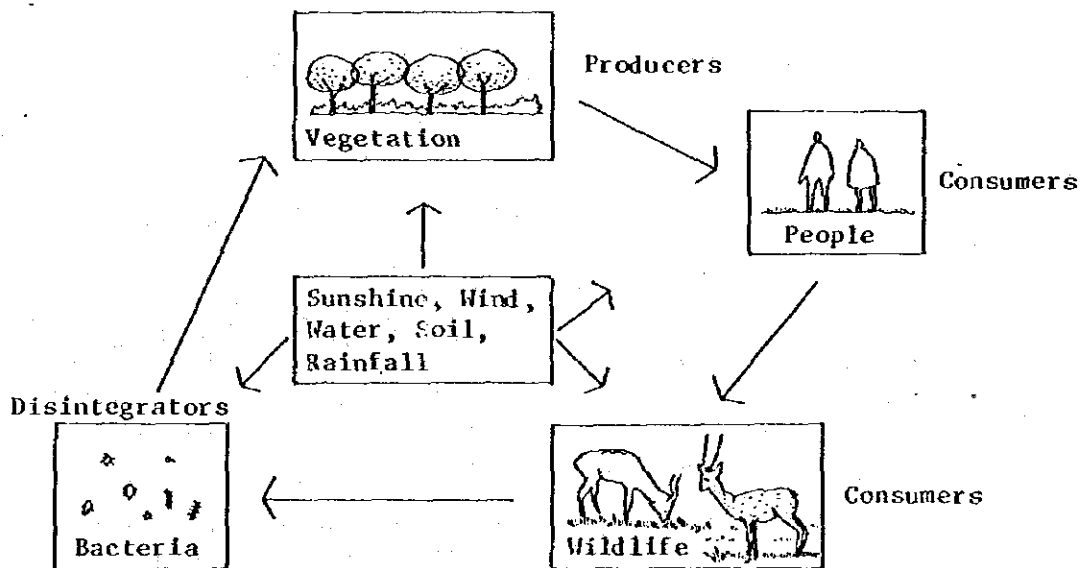 Producers
Vegetation
Consumers
People
Sunshine, Wind,
Water, Soil,
Rainfall
Disintegrators
Bacteria
Wildlife
Consumers